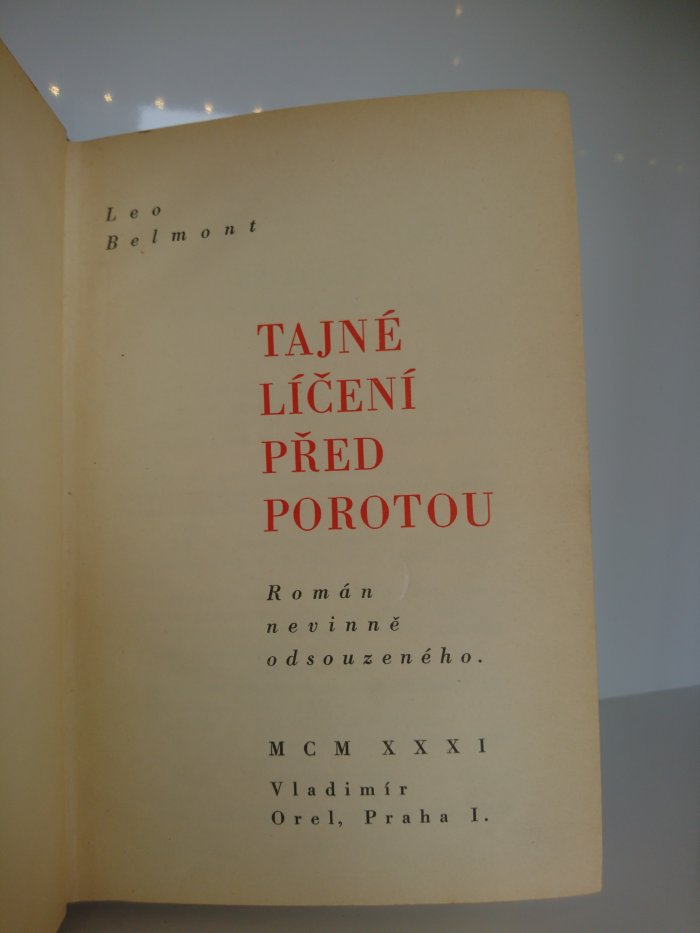 Leo
Belmont
TAJNÉ
LÍČENÍ
PŘED
POROTOU
Román
nevinně
odsouzeného.
MCM XXXI
Vladimír
Orel, Praha I.